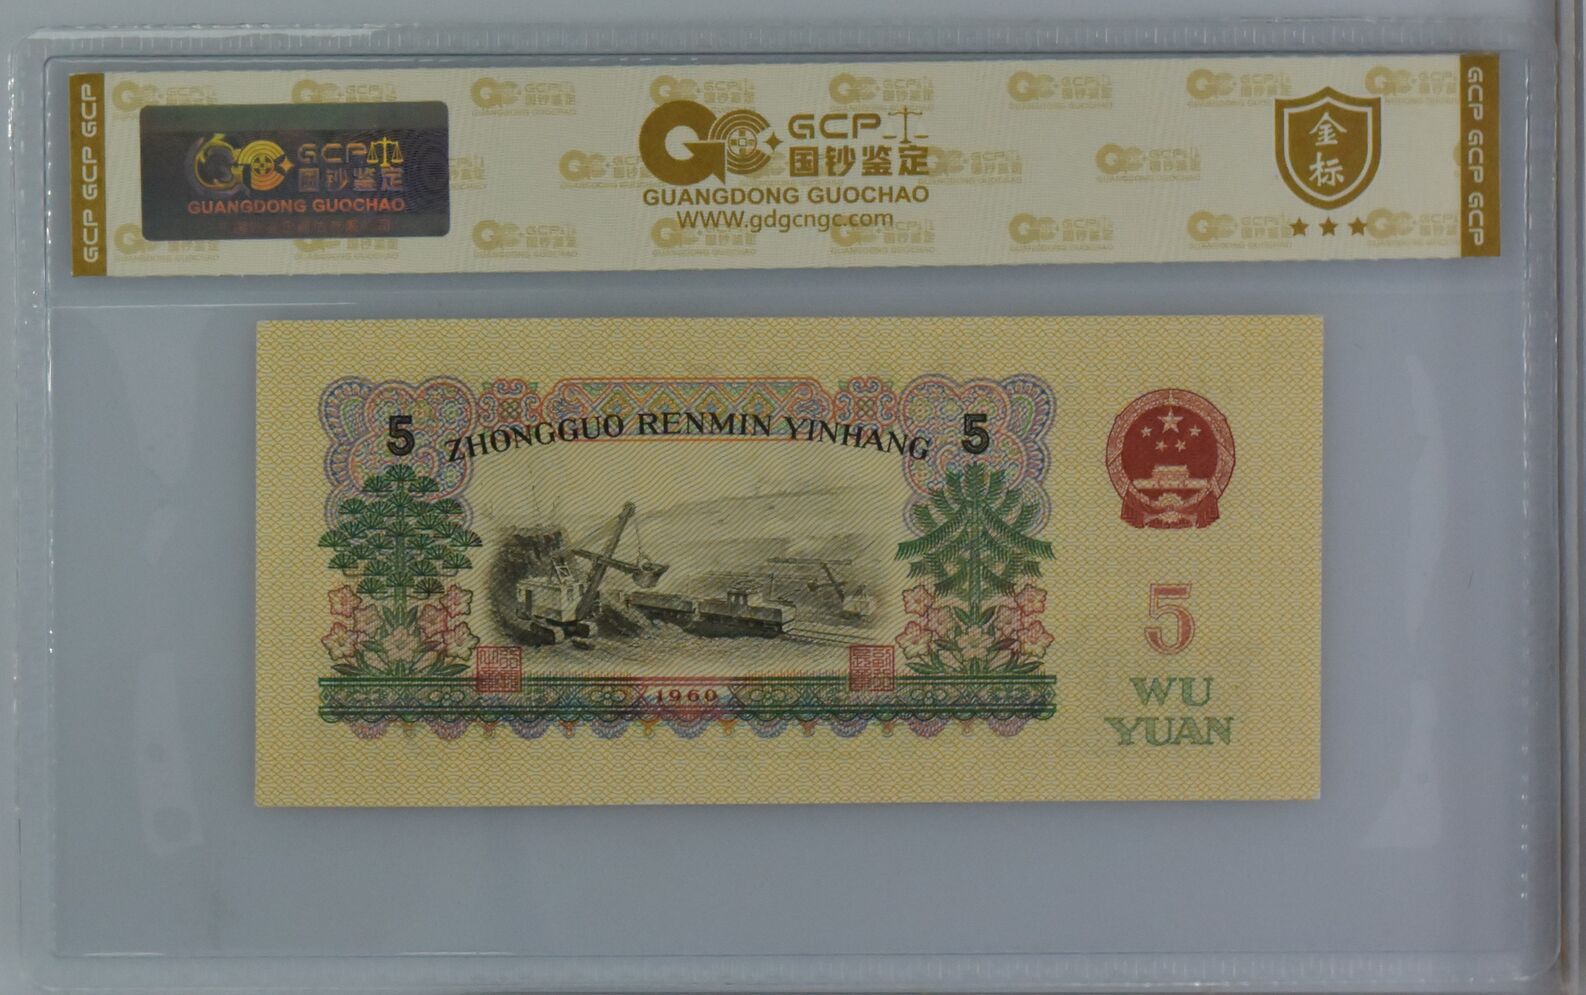 GCP GCP GCP
GCP
国钞鉴定
GUANGDONG GUOCHAO
GCP
国钞鉴定
GUANGDONG GUOCHAO
WWW.gdgcngc.com
金标
GCP GCP GCP
5
ZHONGGUO RENMIN YINHANG
5
1960
5
WU
YUAN